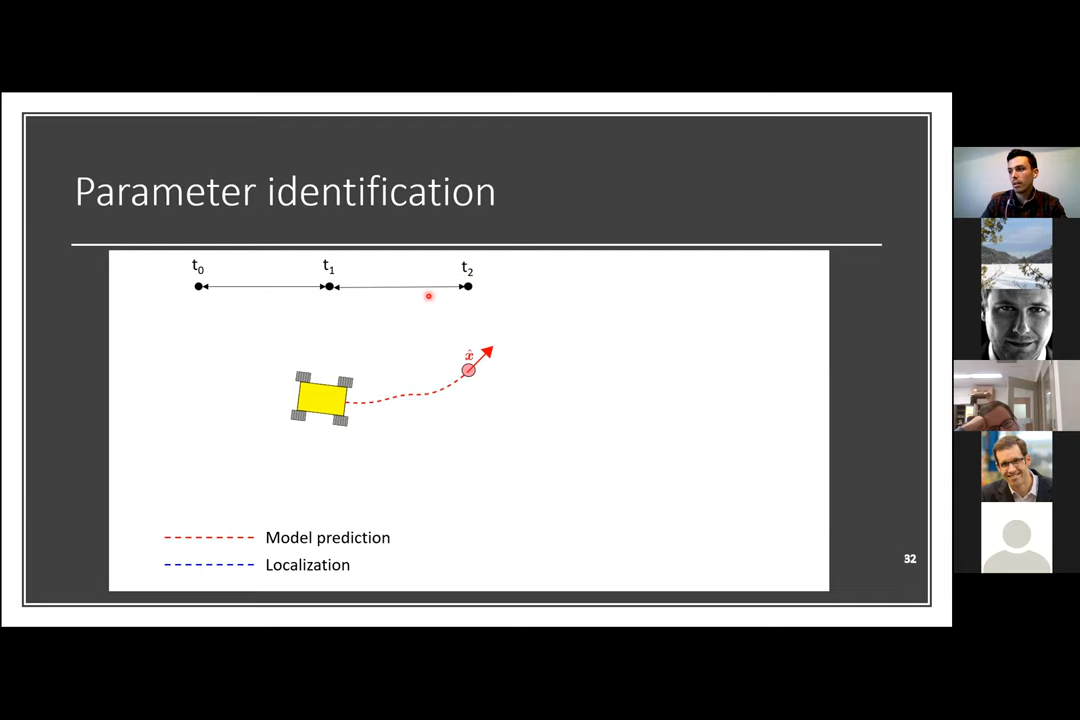 Parameter identification
t₀ t₁ t₂
x̂
Model prediction
Localization
32